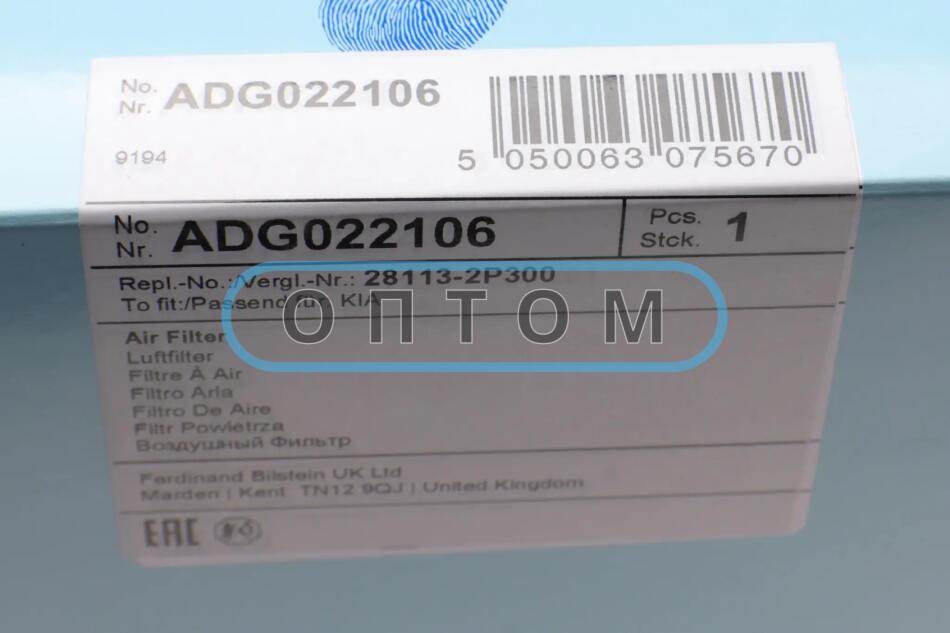 No.
Nr. ADG022106
9194
5 050063 075670
No.
Nr. ADG022106
Pcs.
Stck. 1
Repl.-No.:/Vergl.-Nr.: 28113-2P300
To fit:/Passend für: KIA
ОПТОМ
Air Filter
Luftfilter
Filtre À Air
Filtro Aria
Filtro De Aire
Filtr Powietrza
Воздушный Фильтр
Ferdinand Bilstein UK Ltd
Marden | Kent TN12 9QJ | United Kingdom
EAC